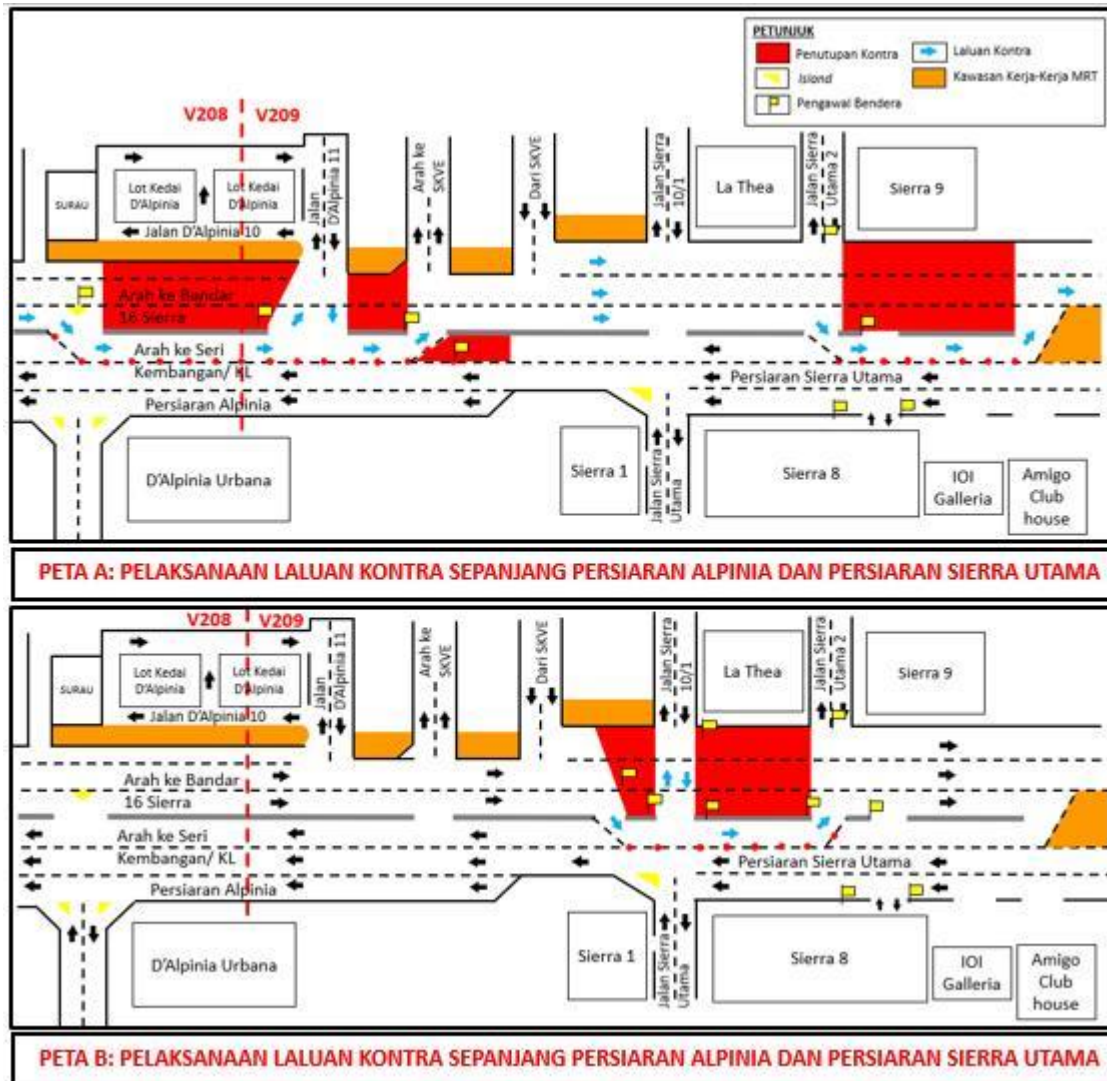 PETUNJUK
Penutupan Kontra
Laluan Kontra
Island
Kawasan Kerja-Kerja MRT
Pengawal Bendera
V208
V209
SURAU
Lot Kedai
D'Alpinia
Lot Kedai
D'Alpinia
Jalan D'Alpinia 10
Jalan
D'Alpinia 11
Arah ke
SKVE
Dari SKVE
Jalan Sierra
10/1
La Thea
Jalan Sierra
Utama 2
Sierra 9
Arah ke Bandar
16 Sierra
Arah ke Seri
Kembangan/ KL
Persiaran Alpinia
Persiaran Sierra Utama
D'Alpinia Urbana
Sierra 1
Jalan Sierra
Utama
Sierra 8
IOI
Galleria
Amigo
Club
house
PETA A: PELAKSANAAN LALUAN KONTRA SEPANJANG PERSIARAN ALPINIA DAN PERSIARAN SIERRA UTAMA
V208
V209
SURAU
Lot Kedai
D'Alpinia
Lot Kedai
D'Alpinia
Jalan D'Alpinia 10
Jalan
D'Alpinia 11
Arah ke
SKVE
Dari SKVE
Jalan Sierra
10/1
La Thea
Jalan Sierra
Utama 2
Sierra 9
Arah ke Bandar
16 Sierra
Arah ke Seri
Kembangan/ KL
Persiaran Alpinia
Persiaran Sierra Utama
D'Alpinia Urbana
Sierra 1
Jalan Sierra
Utama
Sierra 8
IOI
Galleria
Amigo
Club
house
PETA B: PELAKSANAAN LALUAN KONTRA SEPANJANG PERSIARAN ALPINIA DAN PERSIARAN SIERRA UTAMA